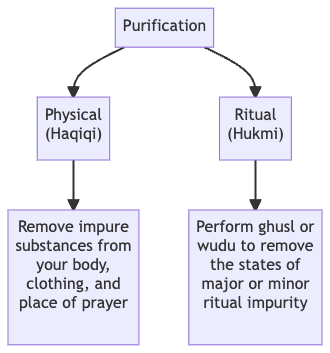 Purification
Physical
(Haqiqi)
Ritual
(Hukmi)
Remove impure
substances from
your body,
clothing, and
place of prayer
Perform ghusl or
wudu to remove
the states of
major or minor
ritual impurity